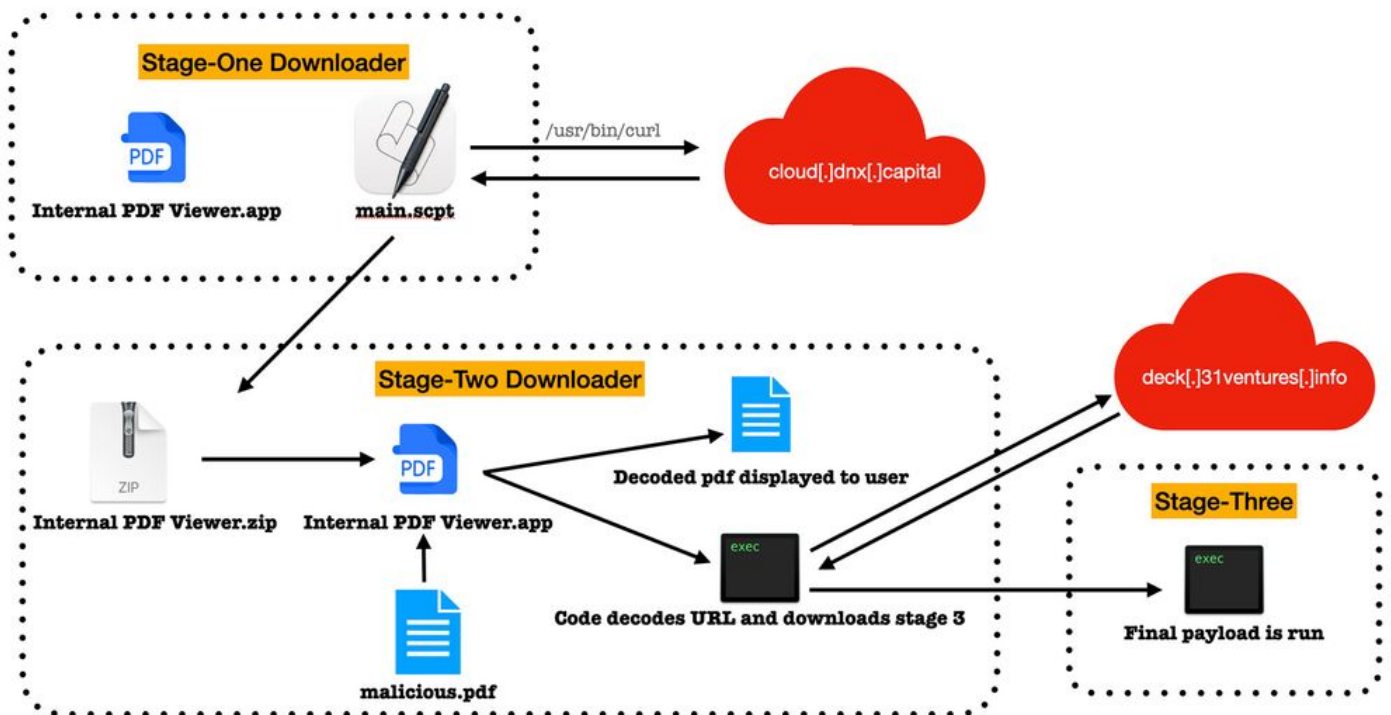 Stage-One Downloader
PDF
Internal PDF Viewer.app
main.scpt
/usr/bin/curl
cloud[.]dnx[.]capital
Stage-Two Downloader
deck[.]31ventures[.]info
ZIP
Internal PDF Viewer.zip
PDF
Internal PDF Viewer.app
Decoded pdf displayed to user
malicious.pdf
exec
Code decodes URL and downloads stage 3
Stage-Three
exec
Final payload is run